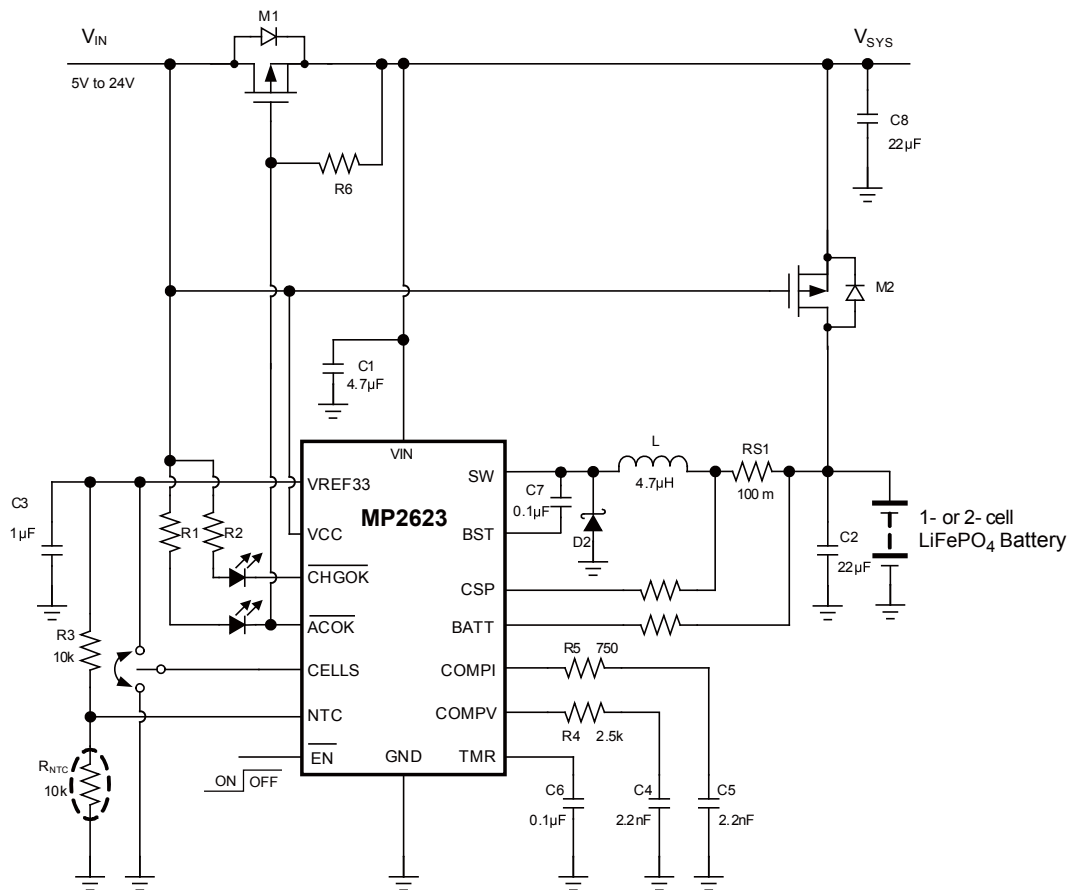 M1
V_IN
V_SYS
5V to 24V
C8
22µF
R6
M2
C1
4.7µF
VIN
L
4.7µH
RS1
100 m
SW
C7
0.1µF
BST
D2
C3
1µF
VREF33
MP2623
R1
R2
VCC
1- or 2- cell
LiFePO4 Battery
C2
22µF
CHGOK
CSP
ACOK
BATT
R3
10k
CELLS
COMPI
R5 750
NTC
COMPV
R4 2.5k
EN
GND
TMR
R_NTC
10k
ON OFF
C6
0.1µF
C4
2.2nF
C5
2.2nF